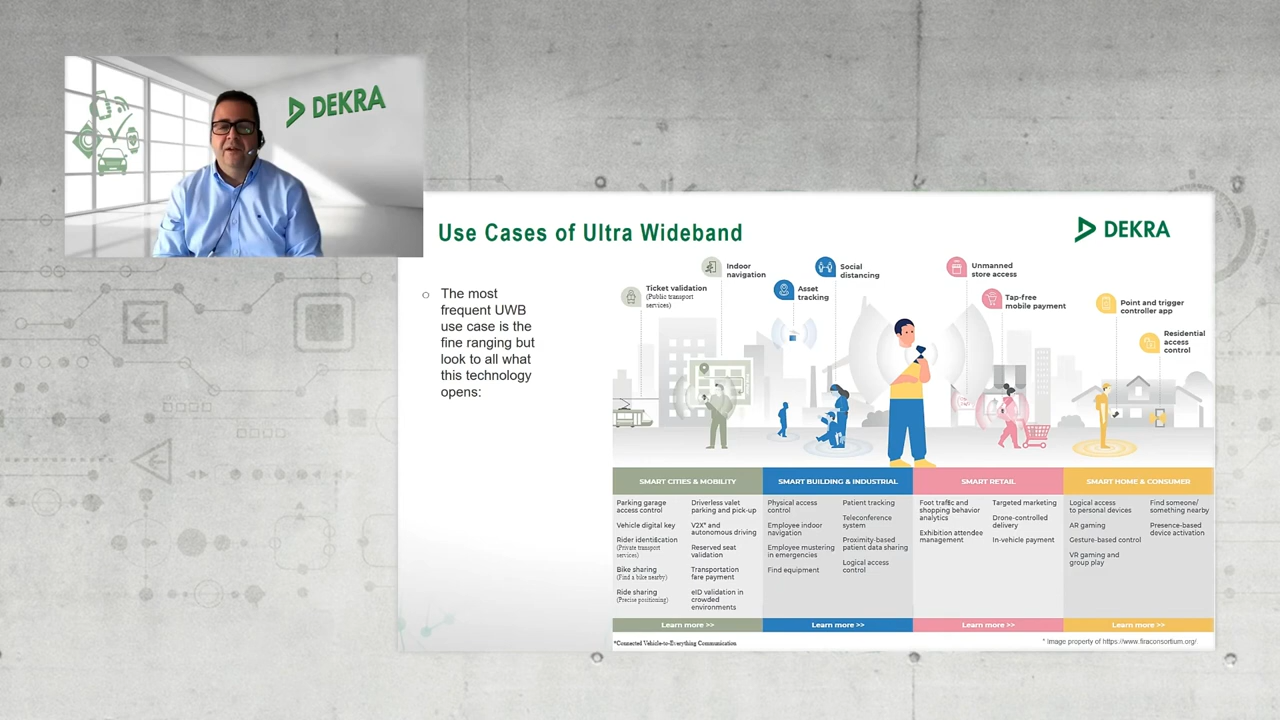 DEKRA
Use Cases of Ultra Wideband
DEKRA
The most
frequent UWB
use case is the
fine ranging but
look to all what
this technology
opens:
Indoor
navigation
Social
distancing
Unmanned
store access
Ticket validation
(Public transport
services)
Asset
tracking
Tap-free
mobile payment
Point and trigger
controller app
Residential
access
control
SMART CITIES & MOBILITY
Parking garage
access control
Vehicle digital key
Rider identification
(Private transport
services)
Bike sharing
(Find a bike nearby)
Ride sharing
(Precise positioning)
Driverless valet
parking and pick-up
V2X* and
autonomous driving
Reserved seat
validation
Transportation
fare payment
eID validation in
crowded
environments
Learn more >>
SMART BUILDING & INDUSTRIAL
Physical access
control
Employee indoor
navigation
Employee mustering
in emergencies
Find equipment
Patient tracking
Teleconference
system
Proximity-based
patient data sharing
Logical access
control
Learn more >>
SMART RETAIL
Foot traffic and
shopping behavior
analytics
Exhibition attendee
management
Targeted marketing
Drone-controlled
delivery
In-vehicle payment
Learn more >>
SMART HOME & CONSUMER
Logical access
to personal devices
AR gaming
Gesture-based control
VR gaming and
group play
Find someone/
something nearby
Presence-based
device activation
Learn more >>
*Connected Vehicle-to-Everything Communication
* Image property of https://www.firaconsortium.org/